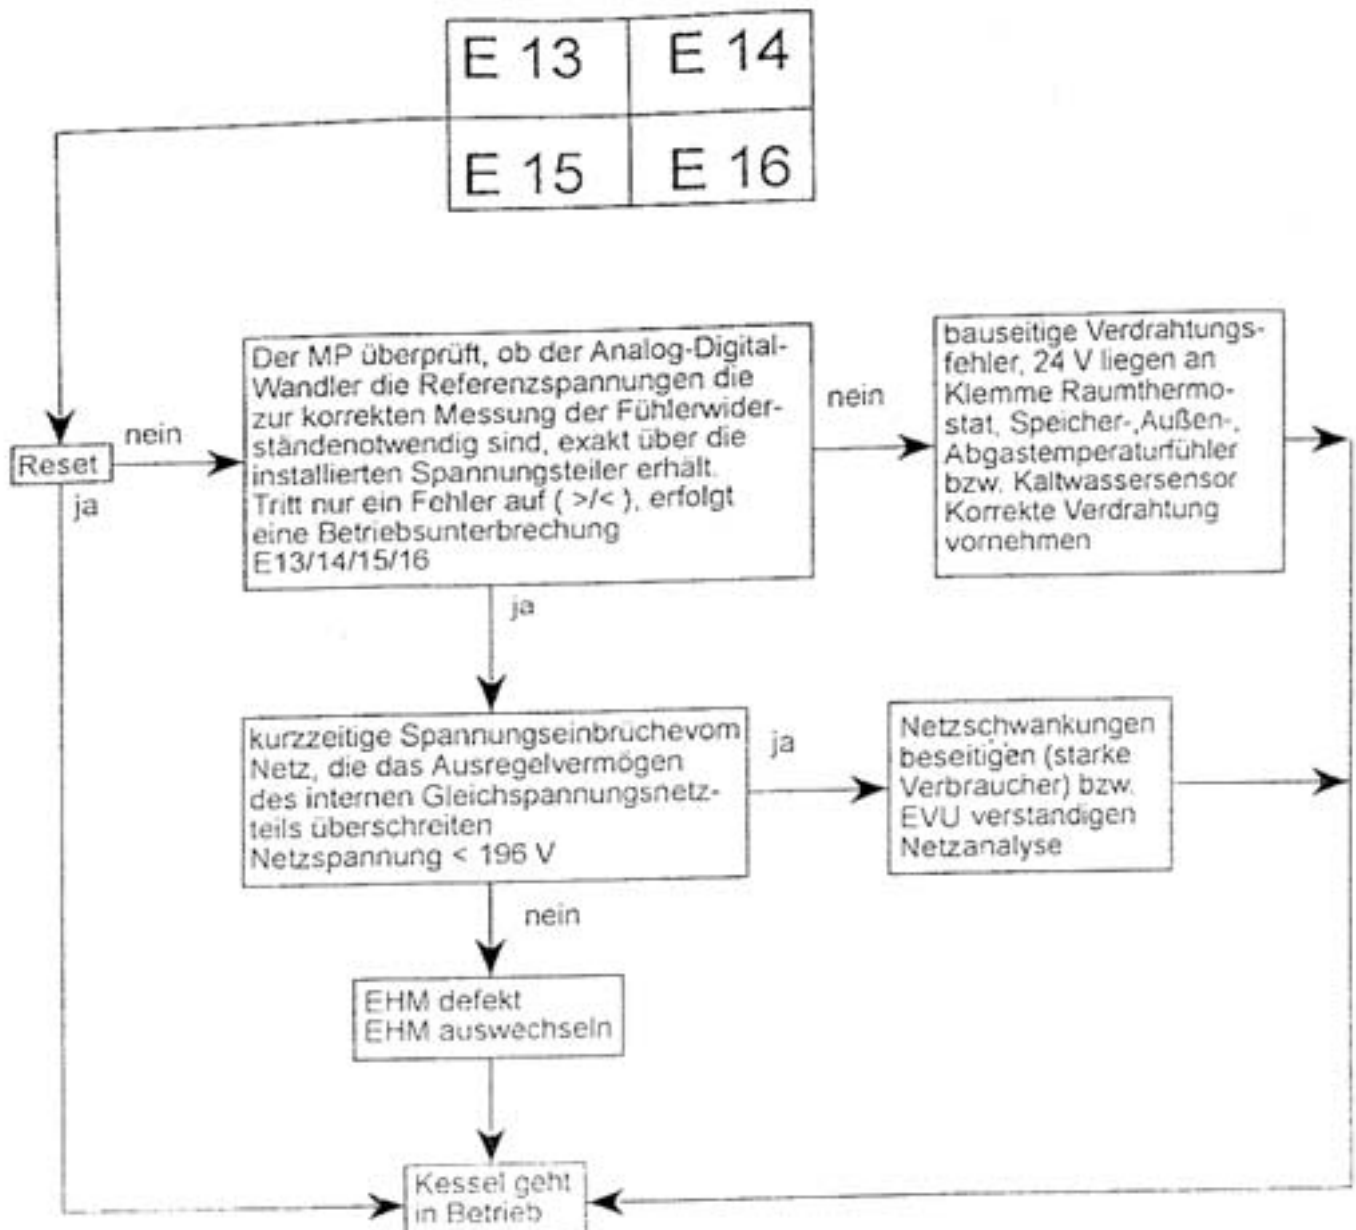 E 13
E 14
E 15
E 16
Reset
nein
ja
Der MP überprüft, ob der Analog-Digital-
Wandler die Referenzspannungen die
zur korrekten Messung der Fühlerwider-
ständenotwendig sind, exakt über die
installierten Spannungsteiler erhält.
Tritt nur ein Fehler auf ( >/< ), erfolgt
eine Betriebsunterbrechung
E13/14/15/16
nein
bauseitige Verdrahtungs-
fehler, 24 V liegen an
Klemme Raumthermo-
stat, Speicher-,Außen-,
Abgastemperaturfühler
bzw. Kaltwassersensor
Korrekte Verdrahtung
vornehmen
ja
kurzzeitige Spannungseinbrüchevom
Netz, die das Ausregelvermögen
des internen Gleichspannungsnetz-
teils überschreiten
Netzspannung < 196 V
ja
Netzschwankungen
beseitigen (starke
Verbraucher) bzw.
EVU verständigen
Netzanalyse
nein
EHM defekt
EHM auswechseln
Kessel geht
in Betrieb